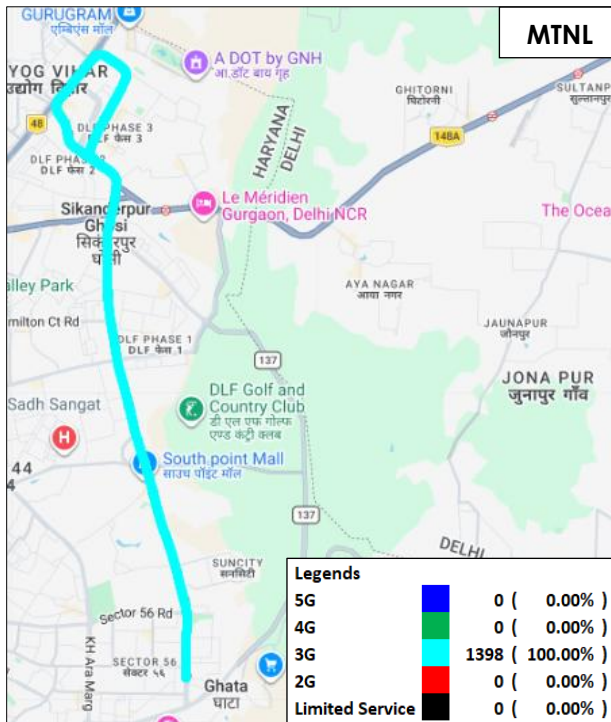 GURUGRAM
एम्बिएंस मॉल
MTNL
A DOT by GNH
आ.डॉट बाय गृह
YOG VIHAR
उद्योग विहार
GHITORNI
घिटोरनी
SULTANPUR
सुल्तानपुर
48
DLF PHASE 3
DLF फेस 3
148A
DLF PHASE 2
DLF फेस 2
HARYANA
DELHI
Le Méridien
Gurgaon, Delhi NCR
Sikanderpur
Ghosi
सिकंदरपुर
घोसी
The Ocea
alley Park
AYA NAGAR
आया नगर
milton Ct Rd
JAUNAPUR
जौनपुर
DLF PHASE 1
DLF फेस 1
137
JONA PUR
जुनापुर गाँव
DLF Golf and
Country Club
डी एल एफ गोल्फ
एण्ड कंट्री क्लब
Sadh Sangat
H
44
4
South point Mall
साउथ पॉइंट मॉल
137
DELHI
SUNCITY
सनसिटी
Sector 56 Rd
KH Ara Marg
SECTOR 56
सेक्टर ५६
Ghata
घाटा
Legends
5G 0 ( 0.00% )
4G 0 ( 0.00% )
3G 1398 ( 100.00% )
2G 0 ( 0.00% )
Limited Service 0 ( 0.00% )